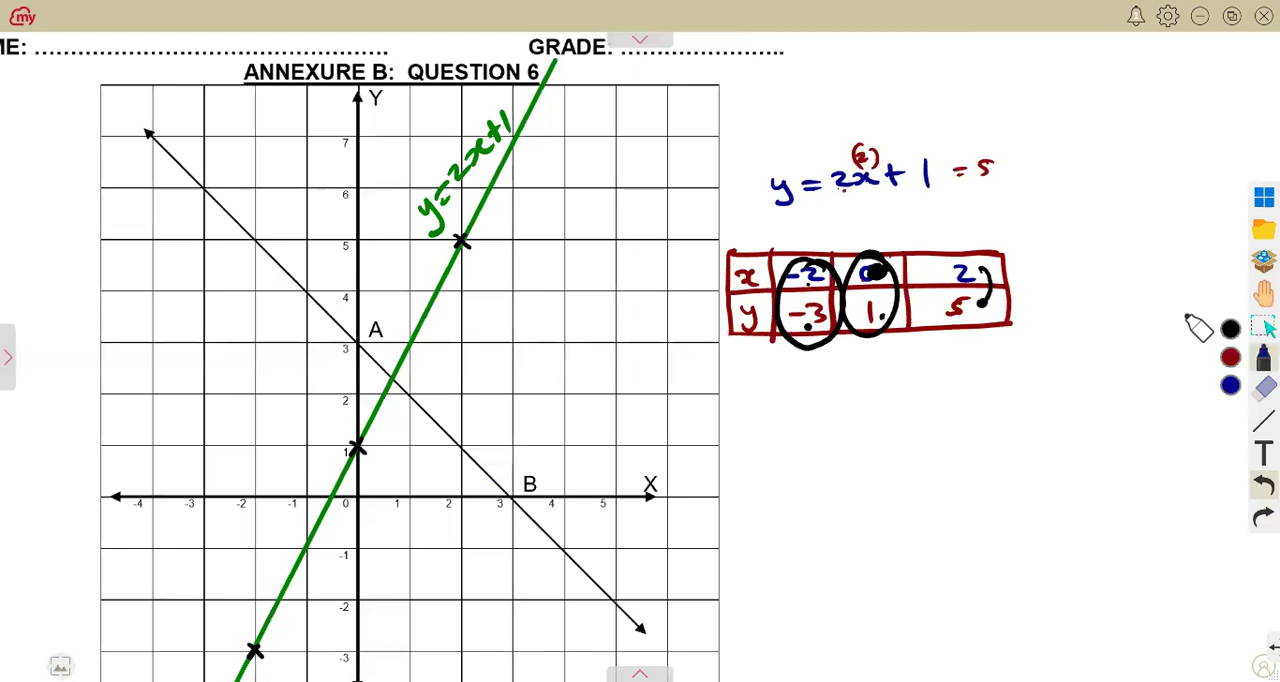 my
ME: ................................................ GRADE: .......................
ANNEXURE B: QUESTION 6
Y
7
6
5
4
3
2
1
-4 -3 -2 -1 0 1 2 3 4 5
-1
-2
-3
A
B
X
y=2x+1
(2)
y = 2x + 1 = 5
x -2 0 2
y -3 1 5
T